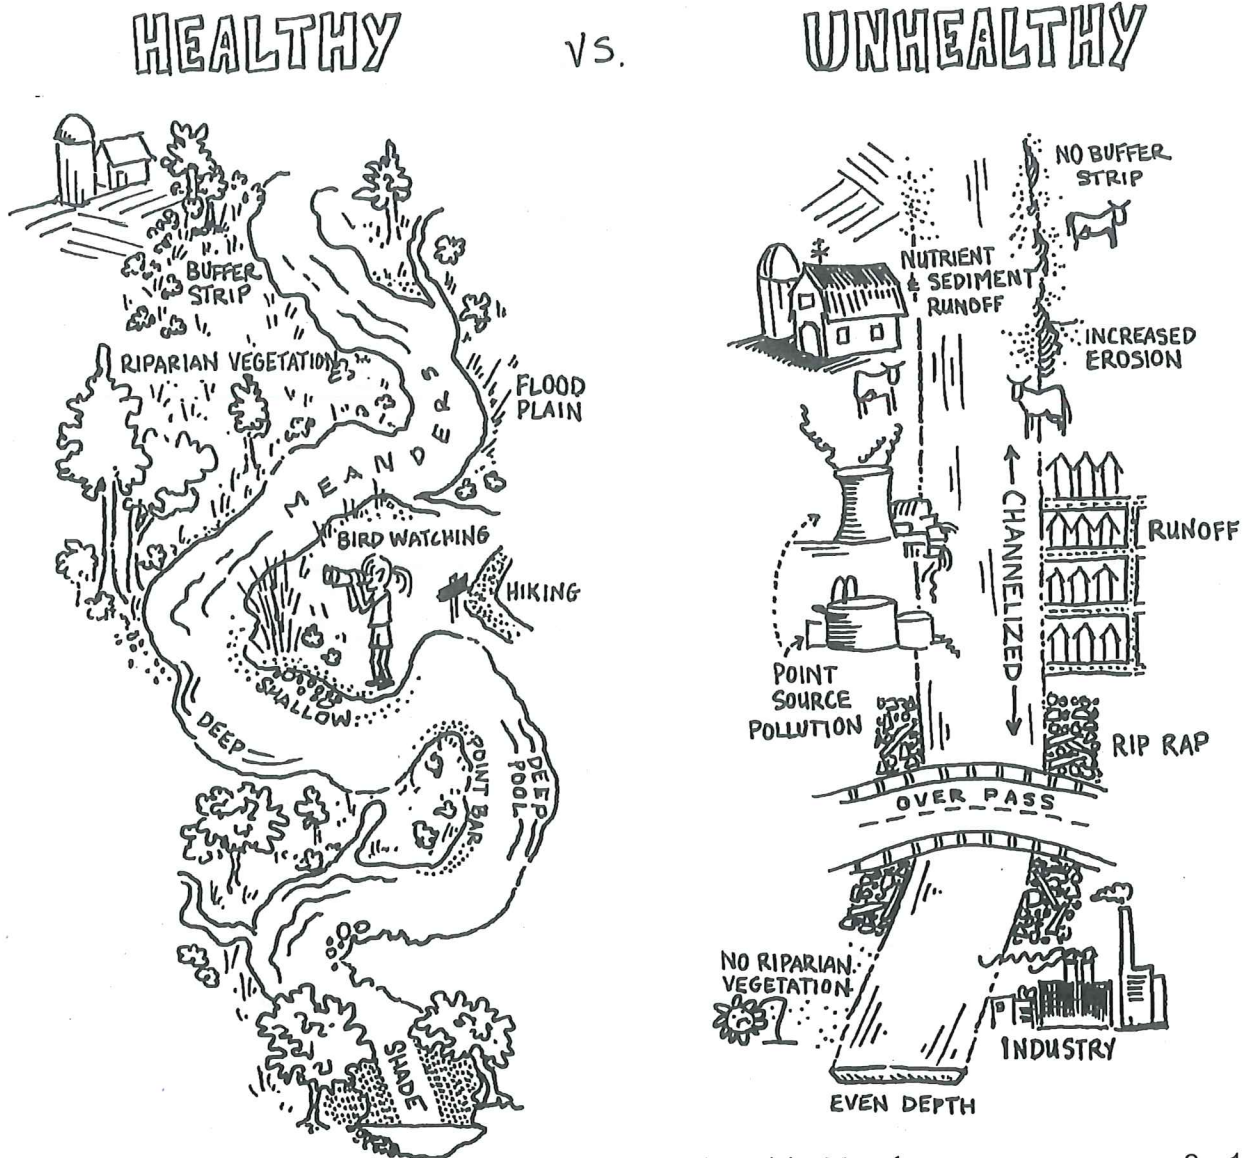 HEALTHY
VS.
UNHEALTHY
BUFFER
STRIP
RIPARIAN VEGETATION
FLOOD
PLAIN
MEANDERS
BIRD WATCHING
HIKING
SHALLOW
DEEP
POINT BAR
DEEP
POOL
SHADE
NO BUFFER
STRIP
NUTRIENT
& SEDIMENT
RUNOFF
INCREASED
EROSION
CHANNELIZED
RUNOFF
POINT
SOURCE
POLLUTION
RIP RAP
OVER PASS
NO RIPARIAN
VEGETATION
INDUSTRY
EVEN DEPTH